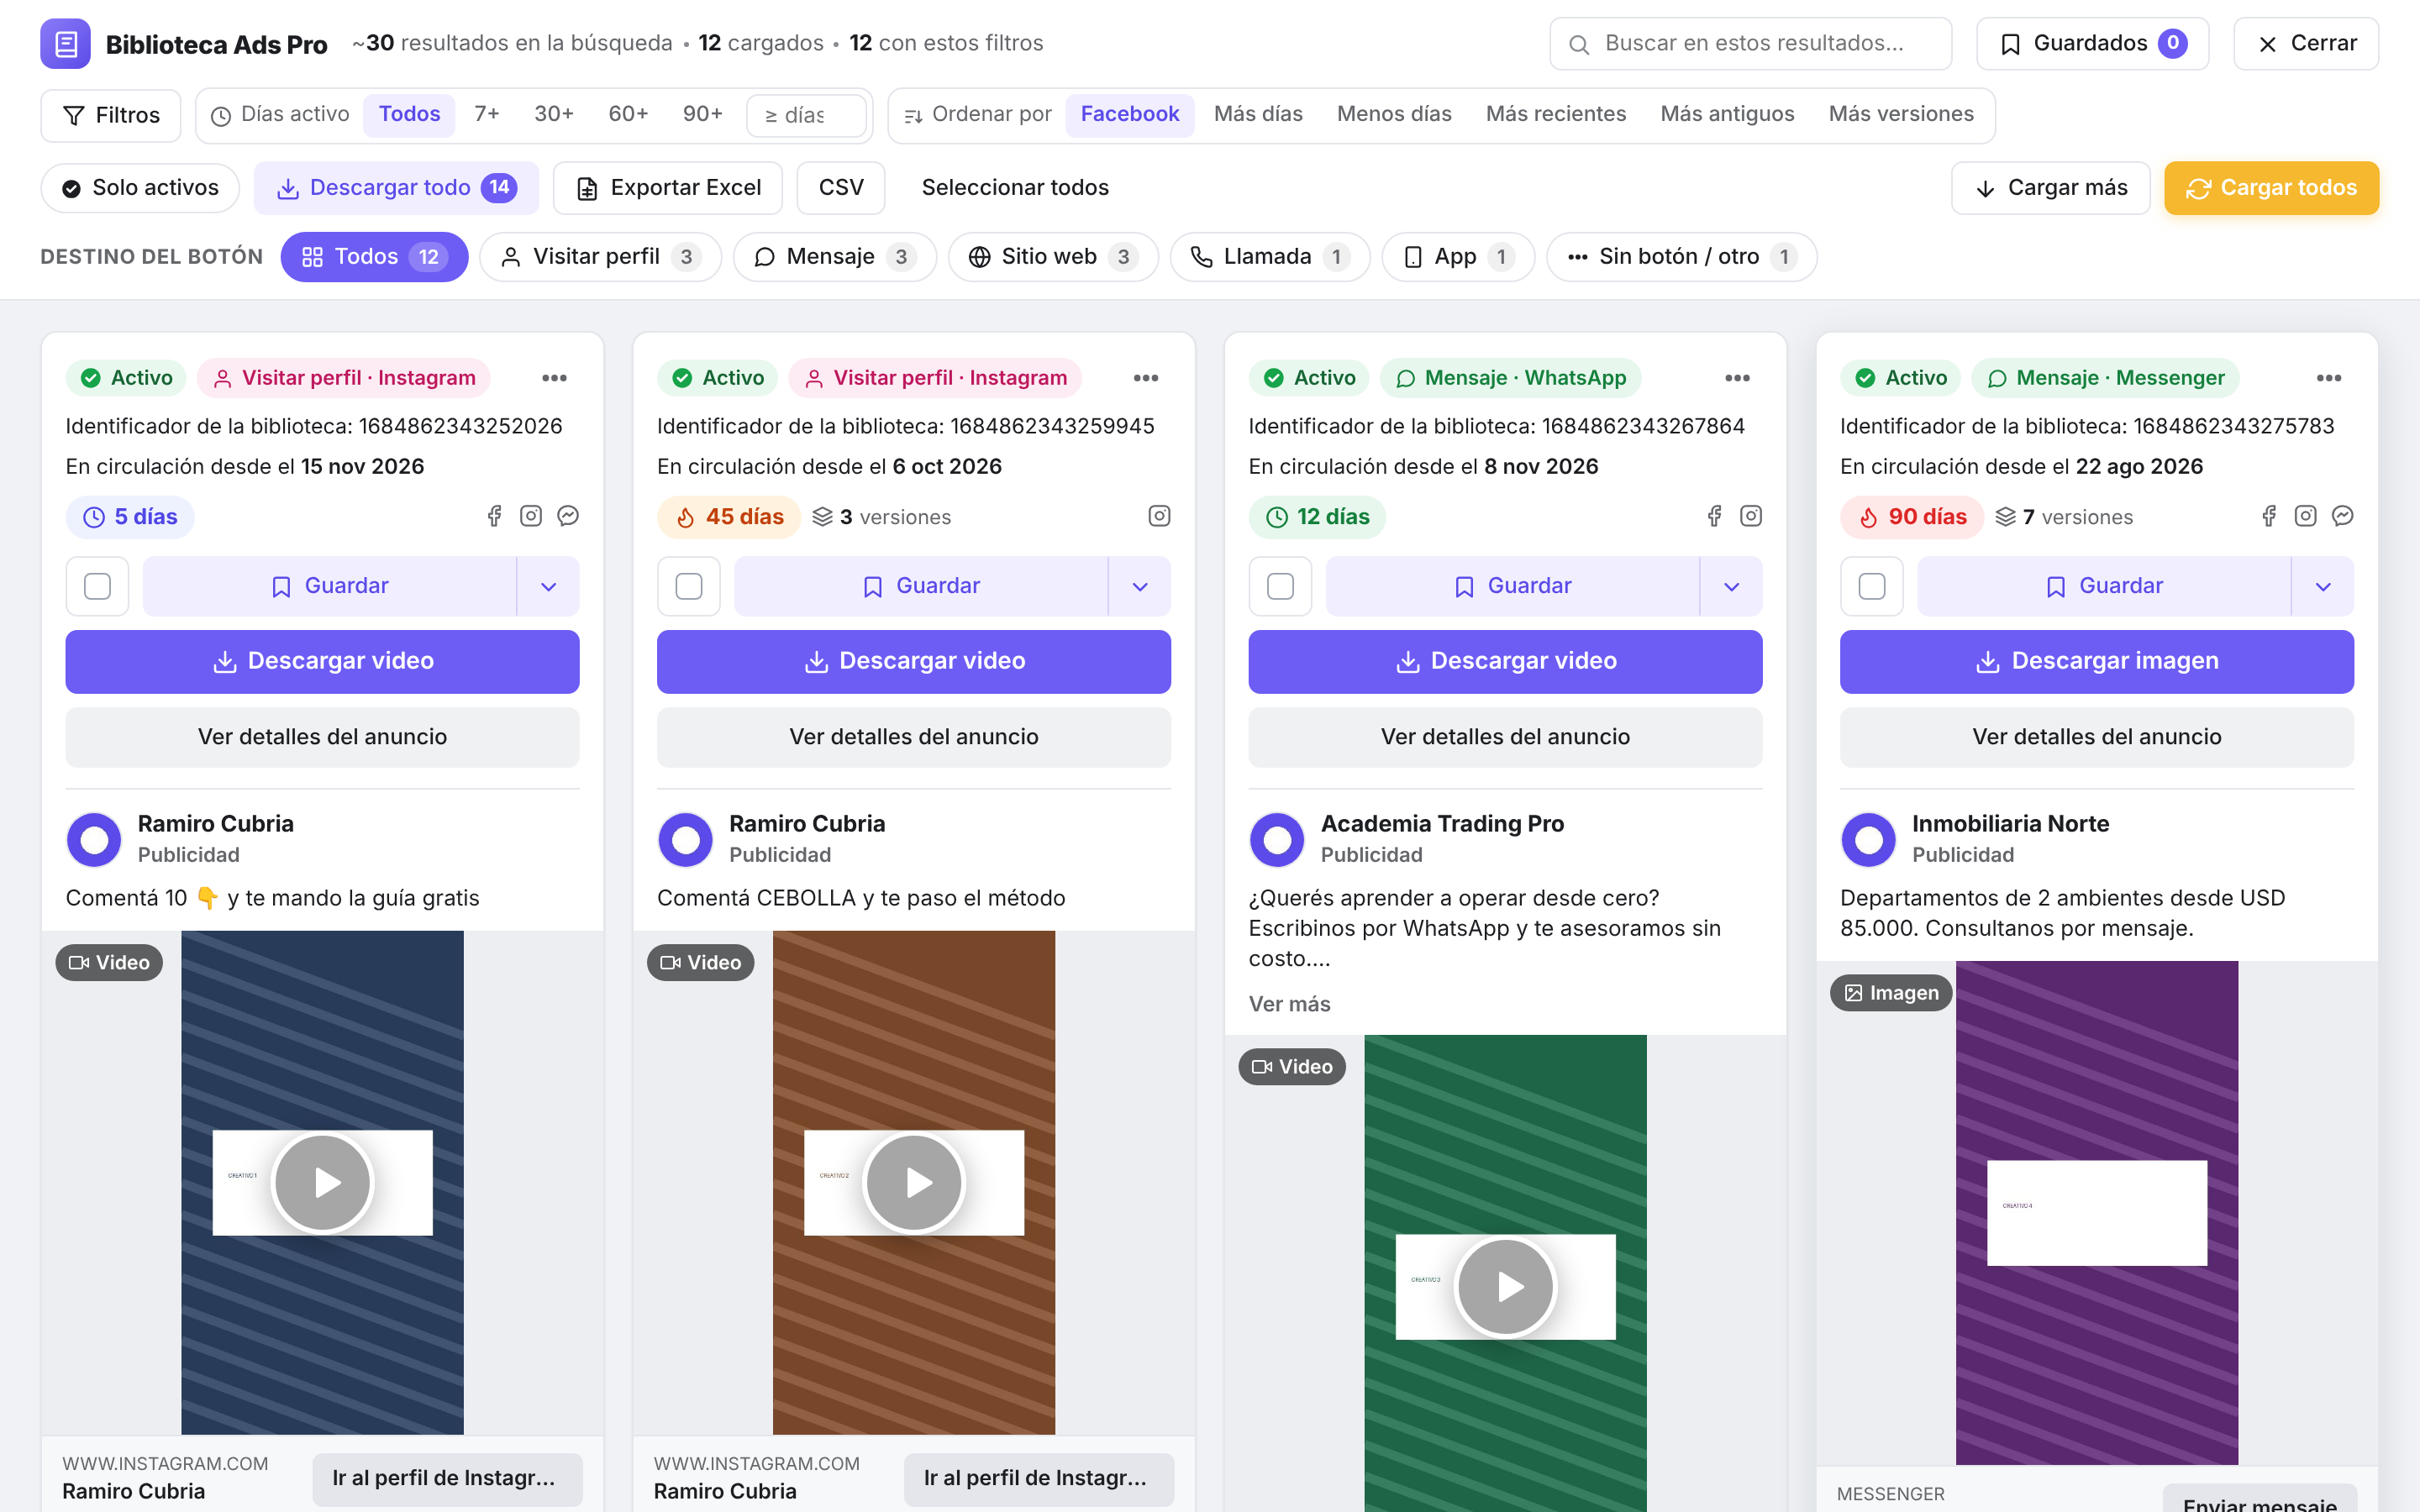 Biblioteca Ads Pro ~30 resultados en la búsqueda • 12 cargados • 12 con estos filtros
Buscar en estos resultados...
Guardados 0
Cerrar
Filtros
Días activo Todos 7+ 30+ 60+ 90+ ≥ días
Ordenar por Facebook Más días Menos días Más recientes Más antiguos Más versiones
Solo activos
Descargar todo 14
Exportar Excel
CSV
Seleccionar todos
Cargar más
Cargar todos
DESTINO DEL BOTÓN Todos 12 Visitar perfil 3 Mensaje 3 Sitio web 3 Llamada 1 App 1 Sin botón / otro 1
Activo Visitar perfil · Instagram
Identificador de la biblioteca: 1684862343252026
En circulación desde el 15 nov 2026
5 días
Guardar
Descargar video
Ver detalles del anuncio
Ramiro Cubria
Publicidad
Comentá 10 👇 y te mando la guía gratis
Video
CREATIVO 1
WWW.INSTAGRAM.COM
Ramiro Cubria
Ir al perfil de Instagr...
Activo Visitar perfil · Instagram
Identificador de la biblioteca: 1684862343259945
En circulación desde el 6 oct 2026
45 días 3 versiones
Guardar
Descargar video
Ver detalles del anuncio
Ramiro Cubria
Publicidad
Comentá CEBOLLA y te paso el método
Video
CREATIVO 2
WWW.INSTAGRAM.COM
Ramiro Cubria
Ir al perfil de Instagr...
Activo Mensaje · WhatsApp
Identificador de la biblioteca: 1684862343267864
En circulación desde el 8 nov 2026
12 días
Guardar
Descargar video
Ver detalles del anuncio
Academia Trading Pro
Publicidad
¿Querés aprender a operar desde cero?
Escribinos por WhatsApp y te asesoramos sin
costo....
Ver más
Video
CREATIVO 3
Activo Mensaje · Messenger
Identificador de la biblioteca: 1684862343275783
En circulación desde el 22 ago 2026
90 días 7 versiones
Guardar
Descargar imagen
Ver detalles del anuncio
Inmobiliaria Norte
Publicidad
Departamentos de 2 ambientes desde USD
85.000. Consultanos por mensaje.
Imagen
CREATIVO 4
MESSENGER
Enviar mensaje